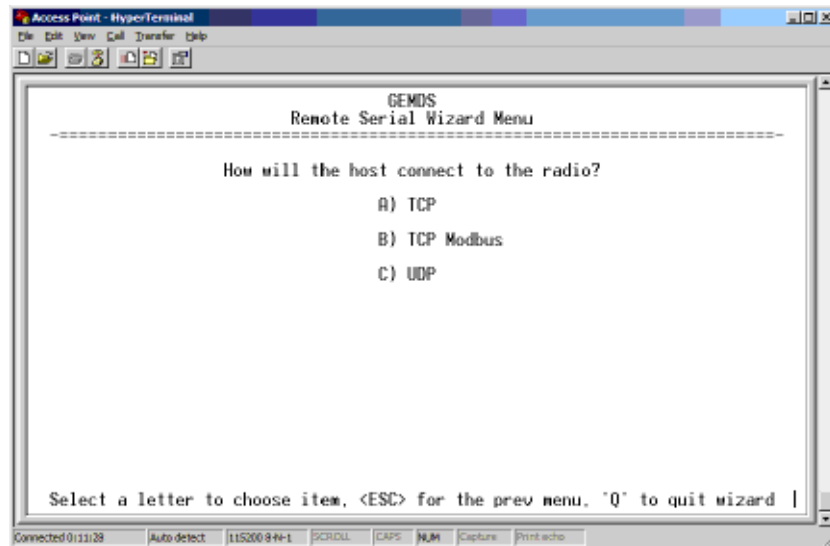 Access Point - HyperTerminal
File Edit View Call Transfer Help
GEMDS
Remote Serial Wizard Menu
-==========================================================================-
How will the host connect to the radio?
A) TCP
B) TCP Modbus
C) UDP
Select a letter to choose item, <ESC> for the prev menu, 'Q' to quit wizard
Connected 0:11:28 Auto detect 115200 8-N-1 SCROLL CAPS NUM Capture Print echo